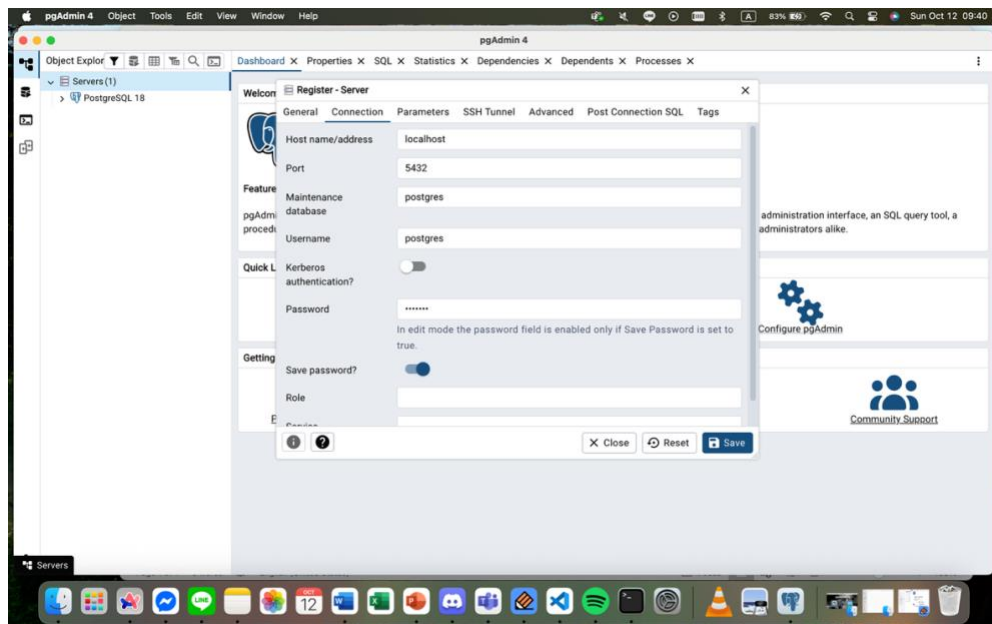 pgAdmin 4 Object Tools Edit View Window Help 83% Sun Oct 12 09:40
pgAdmin 4
Object Explor Dashboard X Properties X SQL X Statistics X Dependencies X Dependents X Processes X
Servers (1)
PostgreSQL 18
Welcom
Register - Server
General Connection Parameters SSH Tunnel Advanced Post Connection SQL Tags
Host name/address localhost
Port 5432
Feature
Maintenance database postgres
pgAdmi administration interface, an SQL query tool, a
procedu administrators alike.
Username postgres
Quick L
Kerberos authentication?
Password •••••••
In edit mode the password field is enabled only if Save Password is set to
true.
Configure pgAdmin
Getting
Save password?
Role
Community Support
Close Reset Save
Servers
LINE
OCT
12